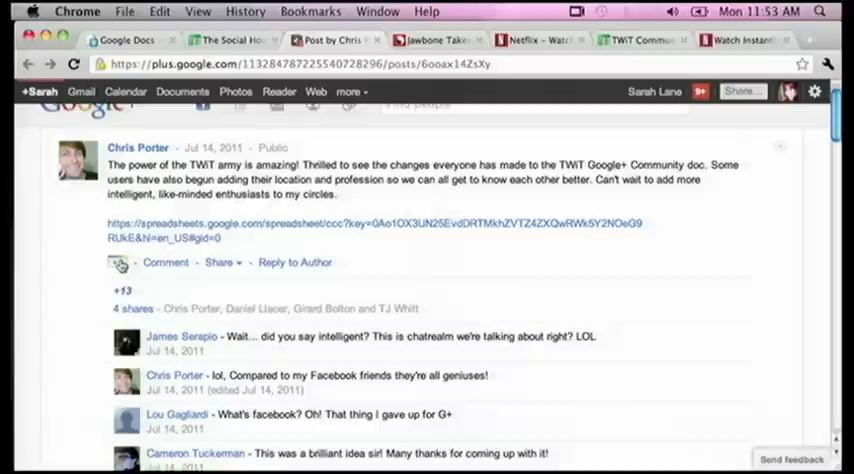 Chrome File Edit View History Bookmarks Window Help Mon 11:53 AM
Google Docs The Social Ho Post by Chris P Jawbone Take Netflix - Watc TWiT Commu Watch Instantl
https://plus.google.com/113284787225540728296/posts/6ooax14ZsXy
+Sarah Gmail Calendar Documents Photos Reader Web more Sarah Lane 9+ Share...
Google+ Find people
Chris Porter - Jul 14, 2011 - Public
The power of the TWiT army is amazing! Thrilled to see the changes everyone has made to the TWiT Google+ Community doc. Some
users have also begun adding their location and profession so we can all get to know each other better. Can't wait to add more
intelligent, like-minded enthusiasts to my circles.
https://spreadsheets.google.com/spreadsheet/ccc?key=0Ao1OX3UN25EvdDRTMkhZVTZ4ZXQwRWk5Y2NOeG9
RUkE&hl=en_US#gid=0
- Comment - Share - Reply to Author
+13
4 shares - Chris Porter, Daniel Llacer, Girard Bolton and TJ Whitt
James Serapio - Wait... did you say intelligent? This is chatrealm we're talking about right? LOL
Jul 14, 2011
Chris Porter - lol, Compared to my Facebook friends they're all geniuses!
Jul 14, 2011 (edited Jul 14, 2011)
Lou Gagliardi - What's facebook? Oh! That thing I gave up for G+
Jul 14, 2011
Cameron Tuckerman - This was a brilliant idea sir! Many thanks for coming up with it!
Send feedback